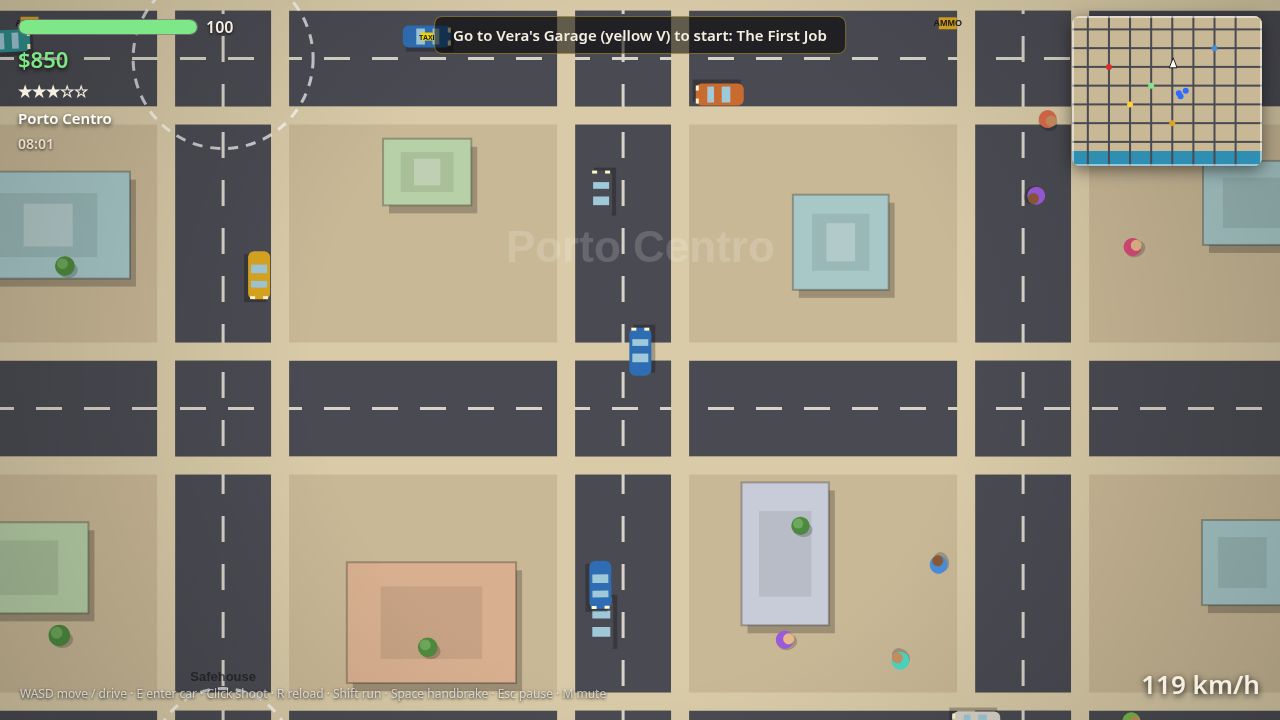 100
$850
★★★☆☆
Porto Centro
08:01
TAXI
Go to Vera's Garage (yellow V) to start: The First Job
AMMO
Porto Centro
Safehouse
WASD move / drive · E enter car · Click shoot · R reload · Shift run · Space handbrake · Esc pause · M mute
119 km/h